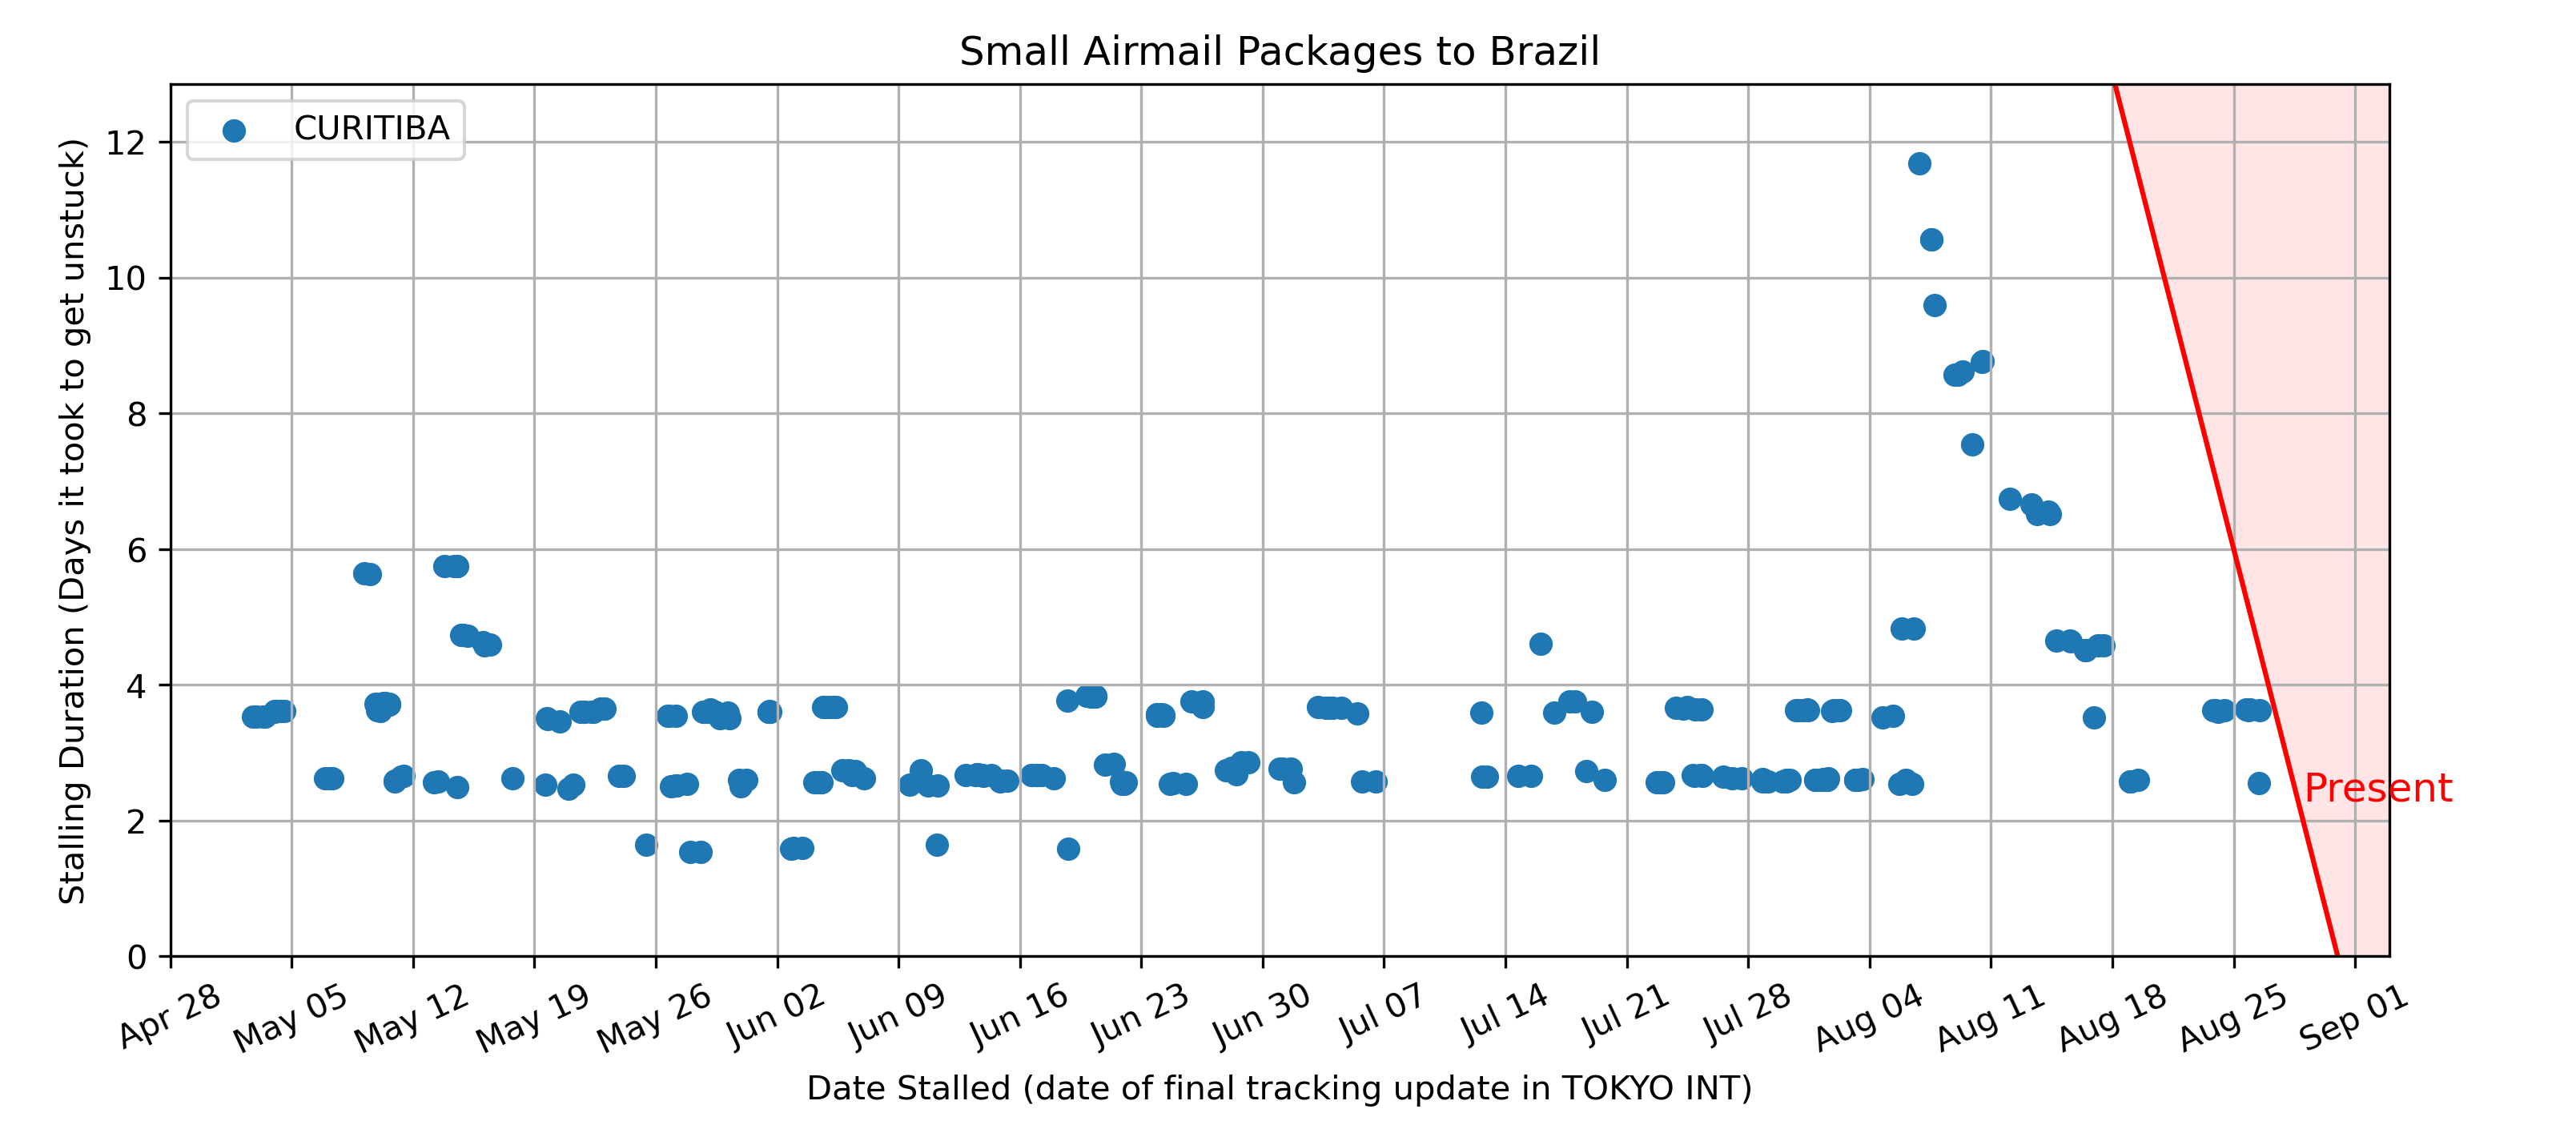 Small Airmail Packages to Brazil
CURITIBA
Stalling Duration (Days it took to get unstuck)
12
10
8
6
4
2
0
Present
Apr 28
May 05
May 12
May 19
May 26
Jun 02
Jun 09
Jun 16
Jun 23
Jun 30
Jul 07
Jul 14
Jul 21
Jul 28
Aug 04
Aug 11
Aug 18
Aug 25
Sep 01
Date Stalled (date of final tracking update in TOKYO INT)